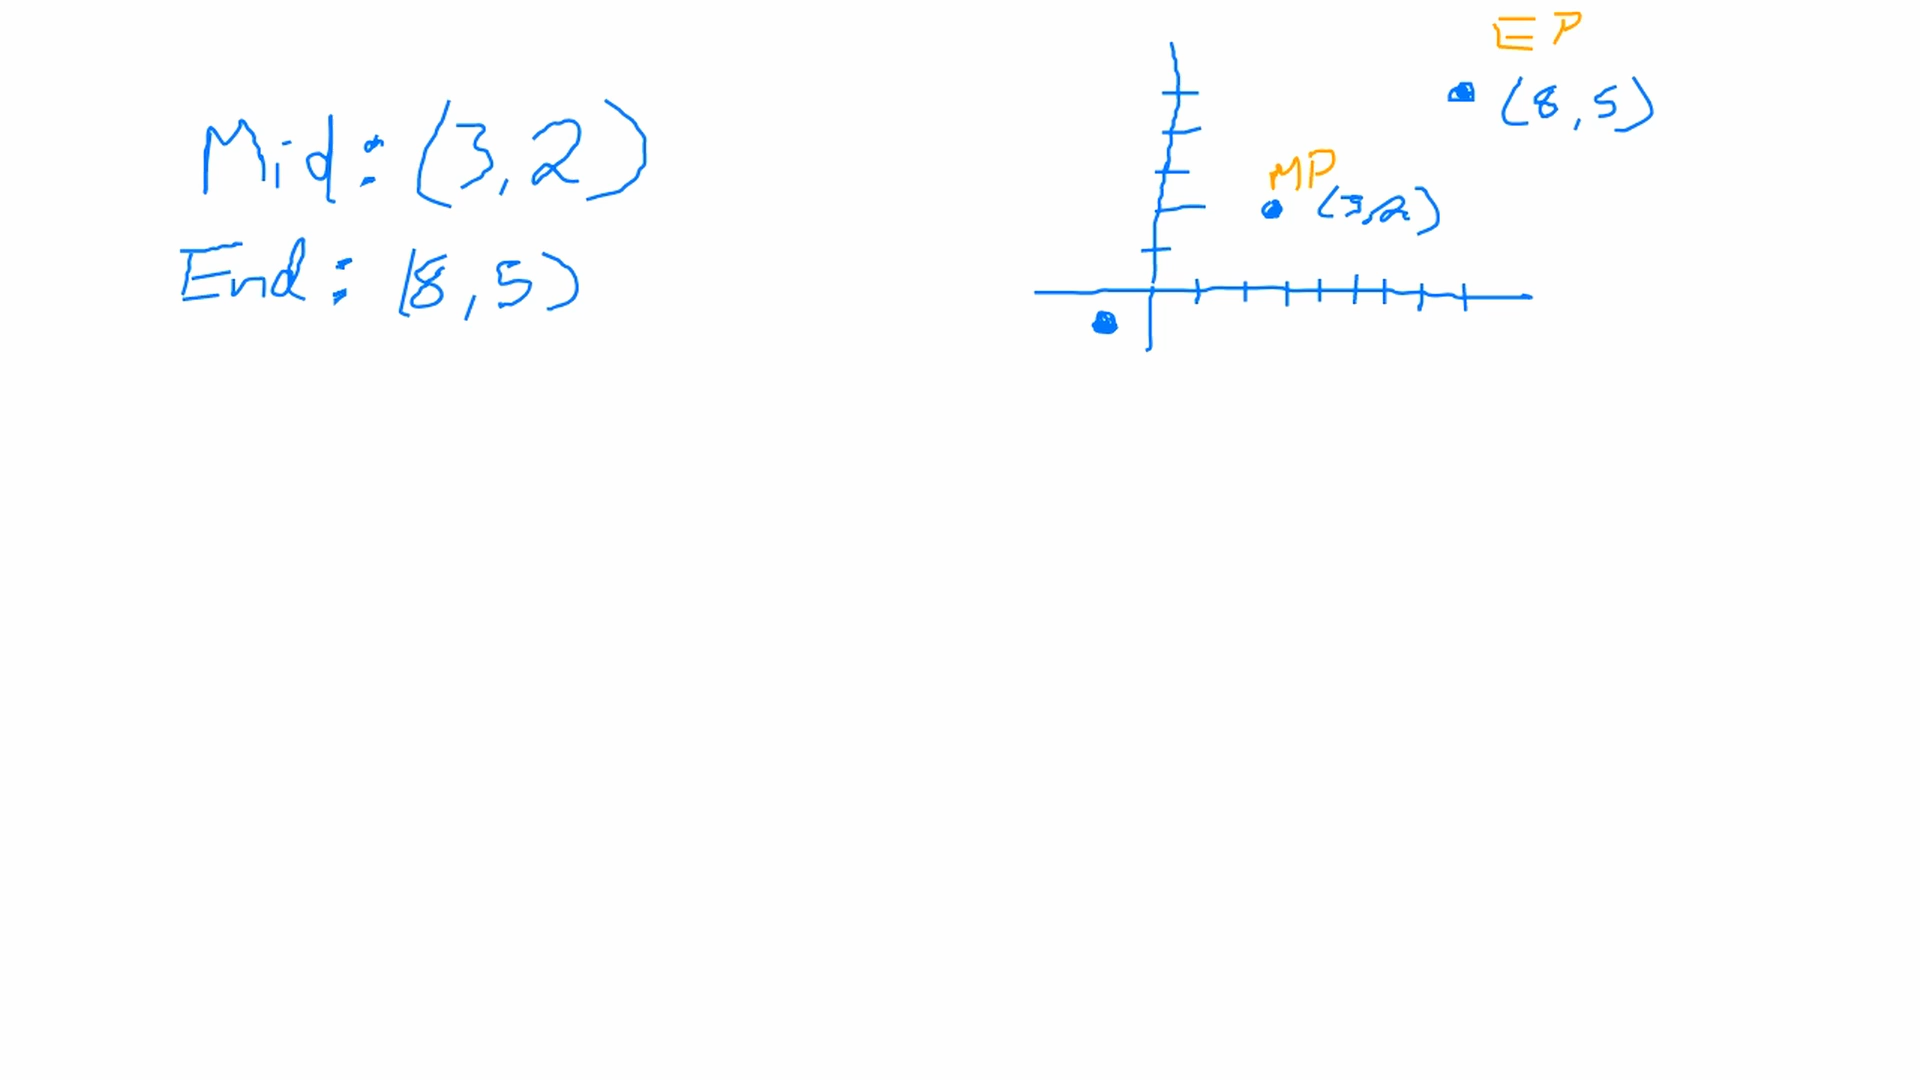 Mid: (3,2)
End: (8,5)
EP
(8,5)
MP
(3,2)